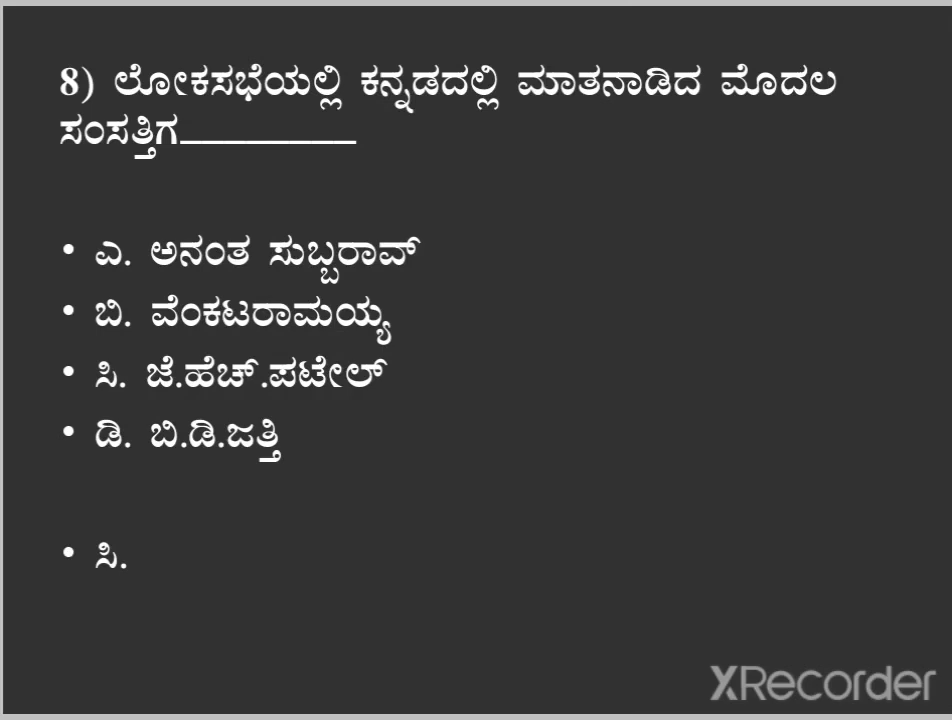 8) ಲೋಕಸಭೆಯಲ್ಲಿ ಕನ್ನಡದಲ್ಲಿ ಮಾತನಾಡಿದ ಮೊದಲ
ಸಂಸತ್ತಿಗ________
• ಎ. ಅನಂತ ಸುಬ್ಬರಾವ್
• ಬಿ. ವೆಂಕಟರಾಮಯ್ಯ
• ಸಿ. ಜೆ.ಹೆಚ್.ಪಟೇಲ್
• ಡಿ. ಬಿ.ಡಿ.ಜತ್ತಿ
• ಸಿ.
XRecorder